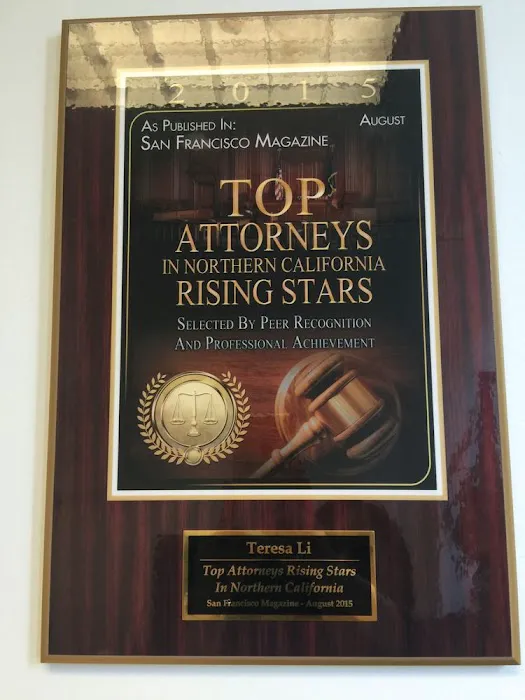 2015
As Published In:
August
San Francisco Magazine
TOP
ATTORNEYS
IN NORTHERN CALIFORNIA
RISING STARS
Selected By Peer Recognition
And Professional Achievement
Teresa Li
Top Attorneys Rising Stars
In Northern California
San Francisco Magazine - August 2015